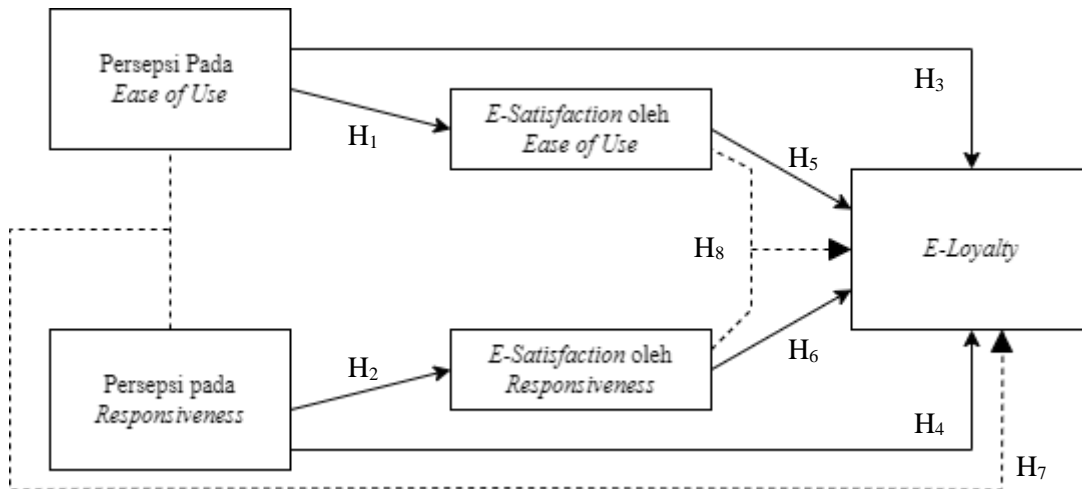 Persepsi Pada
Ease of Use
H₃
H₁
E-Satisfaction oleh
Ease of Use
H₅
H₈
E-Loyalty
Persepsi pada
Responsiveness
H₂
E-Satisfaction oleh
Responsiveness
H₆
H₄
H₇